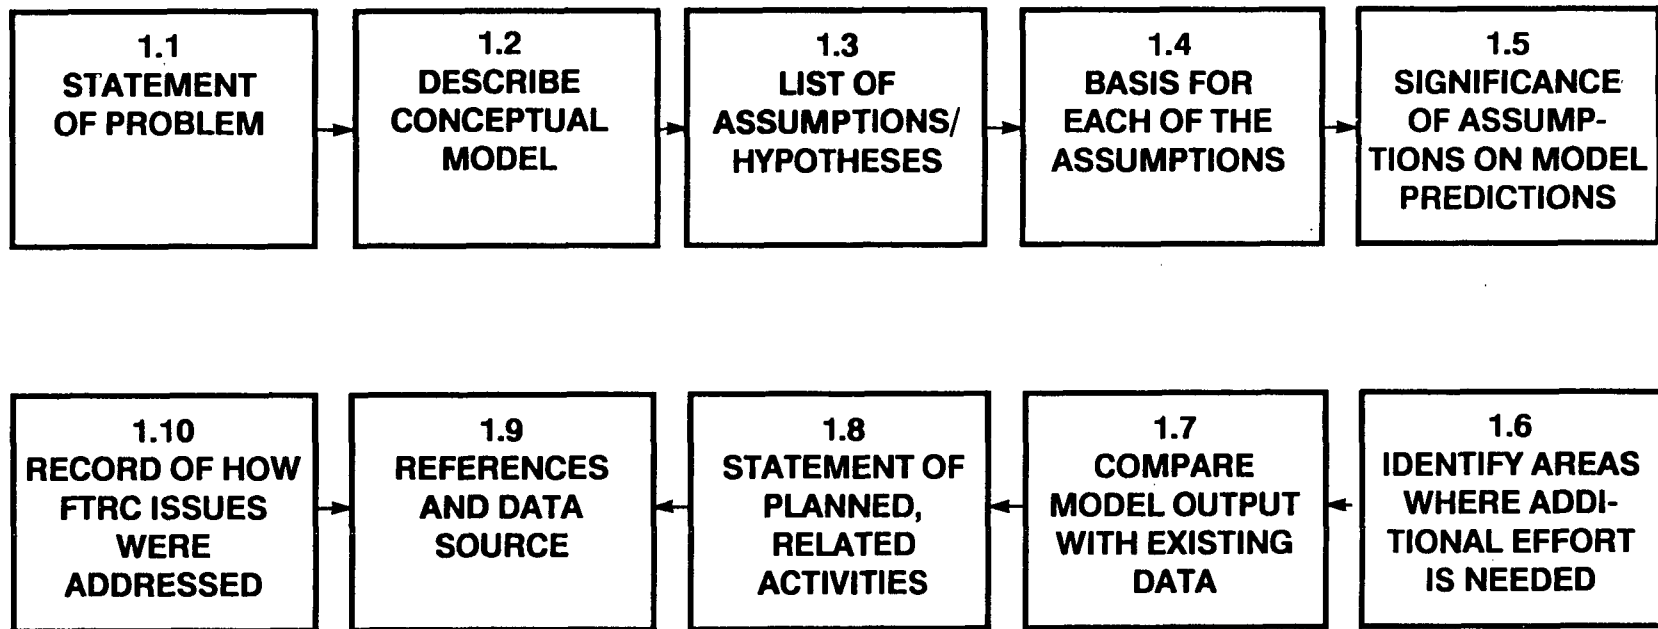 1.1
STATEMENT
OF PROBLEM
1.2
DESCRIBE
CONCEPTUAL
MODEL
1.3
LIST OF
ASSUMPTIONS/
HYPOTHESES
1.4
BASIS FOR
EACH OF THE
ASSUMPTIONS
1.5
SIGNIFICANCE
OF ASSUMP-
TIONS ON MODEL
PREDICTIONS
1.10
RECORD OF HOW
FTRC ISSUES
WERE
ADDRESSED
1.9
REFERENCES
AND DATA
SOURCE
1.8
STATEMENT OF
PLANNED,
RELATED
ACTIVITIES
1.7
COMPARE
MODEL OUTPUT
WITH EXISTING
DATA
1.6
IDENTIFY AREAS
WHERE ADDI-
TIONAL EFFORT
IS NEEDED